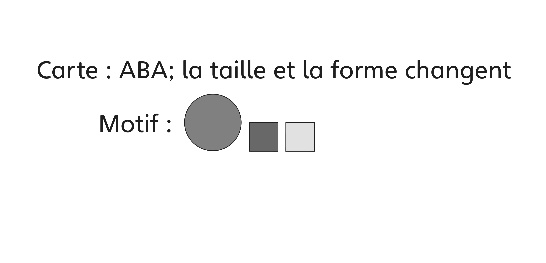 Carte : ABA; la taille et la forme changent
Motif :